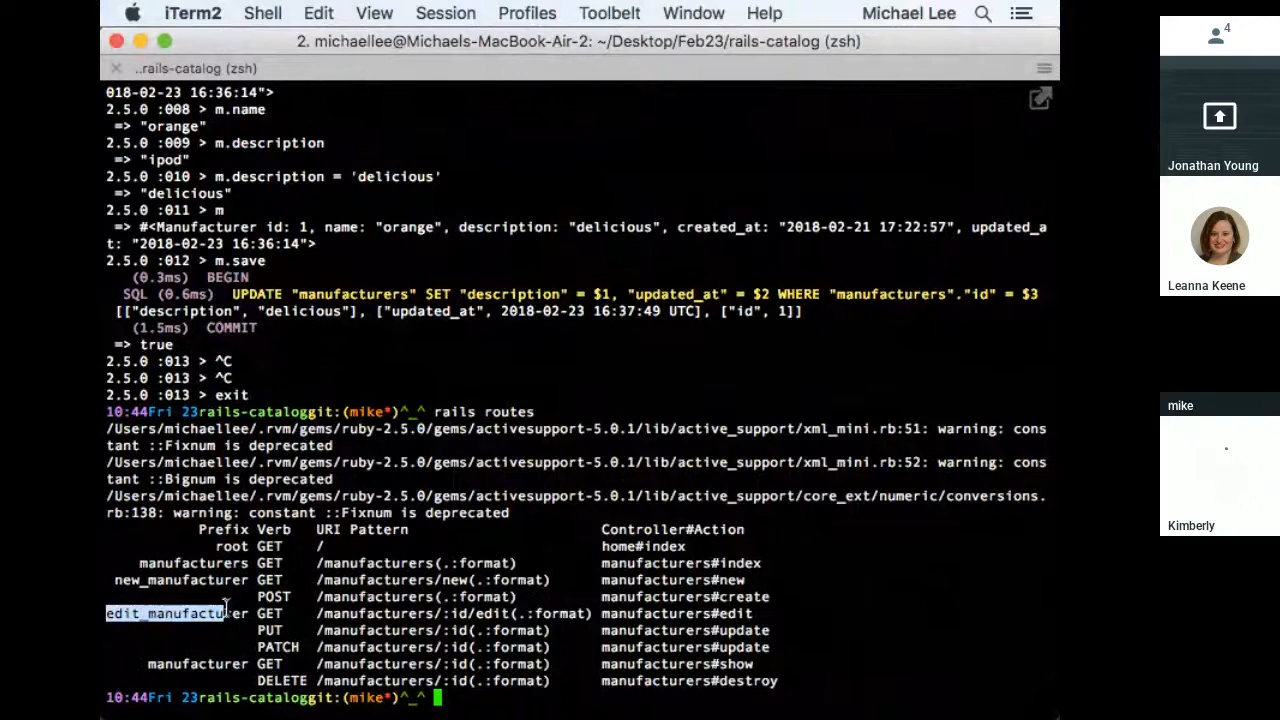 iTerm2 Shell Edit View Session Profiles Toolbelt Window Help Michael Lee
2. michaellee@Michaels-MacBook-Air-2: ~/Desktop/Feb23/rails-catalog (zsh)
..rails-catalog (zsh)
018-02-23 16:36:14">
2.5.0 :008 > m.name
=> "orange"
2.5.0 :009 > m.description
=> "ipod"
2.5.0 :010 > m.description = 'delicious'
=> "delicious"
2.5.0 :011 > m
=> #<Manufacturer id: 1, name: "orange", description: "delicious", created_at: "2018-02-21 17:22:57", updated_a
t: "2018-02-23 16:36:14">
2.5.0 :012 > m.save
(0.3ms) BEGIN
SQL (0.6ms) UPDATE "manufacturers" SET "description" = $1, "updated_at" = $2 WHERE "manufacturers"."id" = $3
[["description", "delicious"], ["updated_at", 2018-02-23 16:37:49 UTC], ["id", 1]]
(1.5ms) COMMIT
=> true
2.5.0 :013 > ^C
2.5.0 :013 > ^C
2.5.0 :013 > exit
10:44Fri 23rails-cataloggit:(mike*)^_^ rails routes
/Users/michaellee/.rvm/gems/ruby-2.5.0/gems/activesupport-5.0.1/lib/active_support/xml_mini.rb:51: warning: cons
tant ::Fixnum is deprecated
/Users/michaellee/.rvm/gems/ruby-2.5.0/gems/activesupport-5.0.1/lib/active_support/xml_mini.rb:52: warning: cons
tant ::Bignum is deprecated
/Users/michaellee/.rvm/gems/ruby-2.5.0/gems/activesupport-5.0.1/lib/active_support/core_ext/numeric/conversions.
rb:138: warning: constant ::Fixnum is deprecated
Prefix Verb URI Pattern Controller#Action
root GET / home#index
manufacturers GET /manufacturers(.:format) manufacturers#index
new_manufacturer GET /manufacturers/new(.:format) manufacturers#new
POST /manufacturers(.:format) manufacturers#create
edit_manufacturer GET /manufacturers/:id/edit(.:format) manufacturers#edit
PUT /manufacturers/:id(.:format) manufacturers#update
PATCH /manufacturers/:id(.:format) manufacturers#update
manufacturer GET /manufacturers/:id(.:format) manufacturers#show
DELETE /manufacturers/:id(.:format) manufacturers#destroy
10:44Fri 23rails-cataloggit:(mike*)^_^
4
Jonathan Young
Leanna Keene
mike
Kimberly